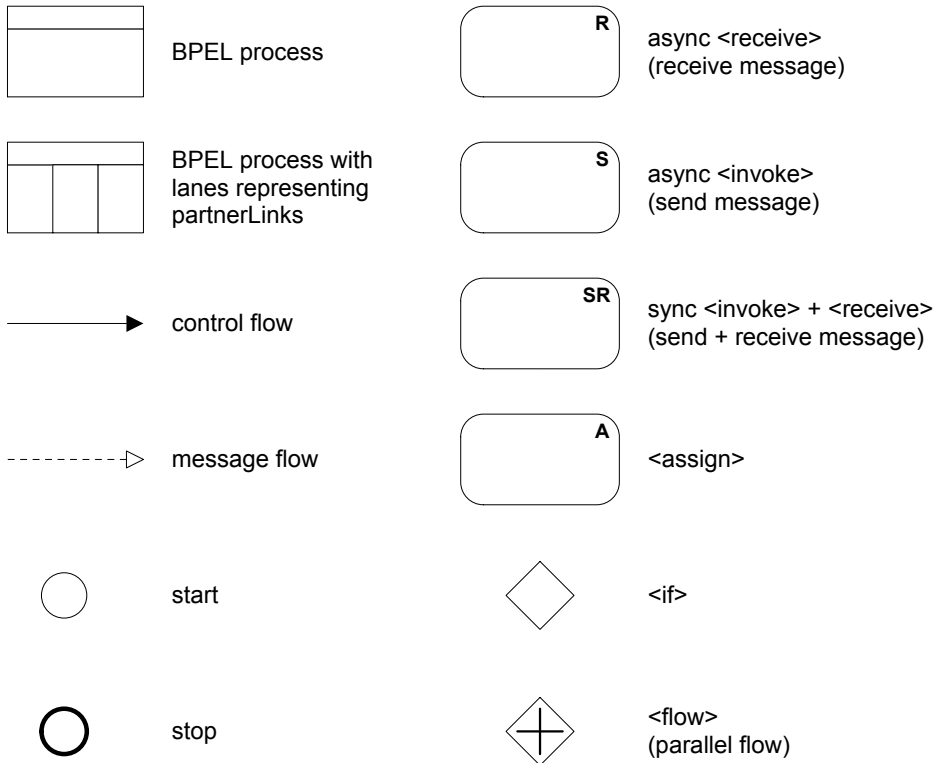 BPEL process
R
async <receive>
(receive message)
BPEL process with
lanes representing
partnerLinks
S
async <invoke>
(send message)
control flow
SR
sync <invoke> + <receive>
(send + receive message)
message flow
A
<assign>
start
<if>
stop
<flow>
(parallel flow)